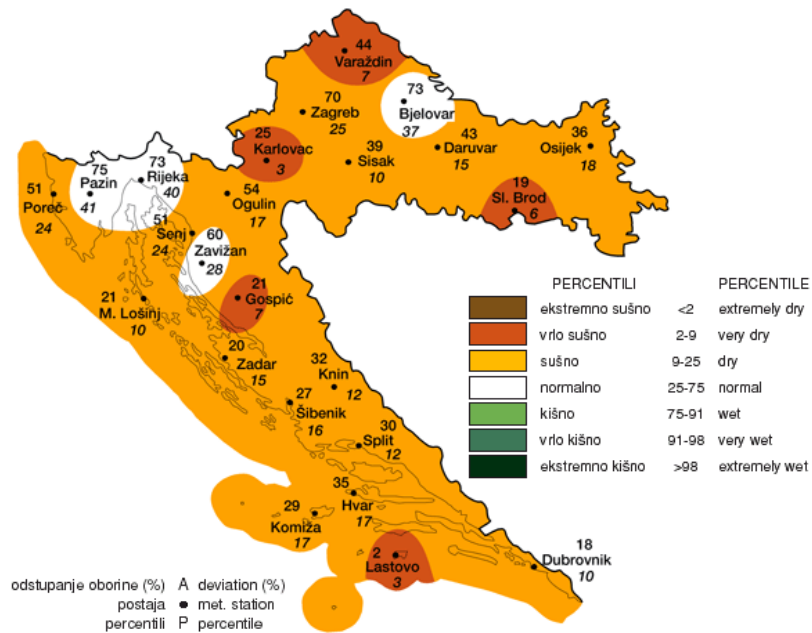 44
Varaždin
7
73
Bjelovar
37
70
Zagreb
25
25
Karlovac
3
39
Sisak
10
43
Daruvar
15
36
Osijek
18
19
Sl. Brod
6
75
Pazin
41
73
Rijeka
40
51
Poreč
24
54
Ogulin
17
51
Senj
24
60
Zavižan
28
21
Gospić
7
21
M. Lošinj
10
20
Zadar
15
32
Knin
12
27
Šibenik
16
30
Split
12
35
Hvar
17
29
Komiža
17
2
Lastovo
3
18
Dubrovnik
10
PERCENTILI PERCENTILE
ekstremno sušno <2 extremely dry
vrlo sušno 2-9 very dry
sušno 9-25 dry
normalno 25-75 normal
kišno 75-91 wet
vrlo kišno 91-98 very wet
ekstremno kišno >98 extremely wet
odstupanje oborine (%) A deviation (%)
postaja ● met. station
percentili P percentile